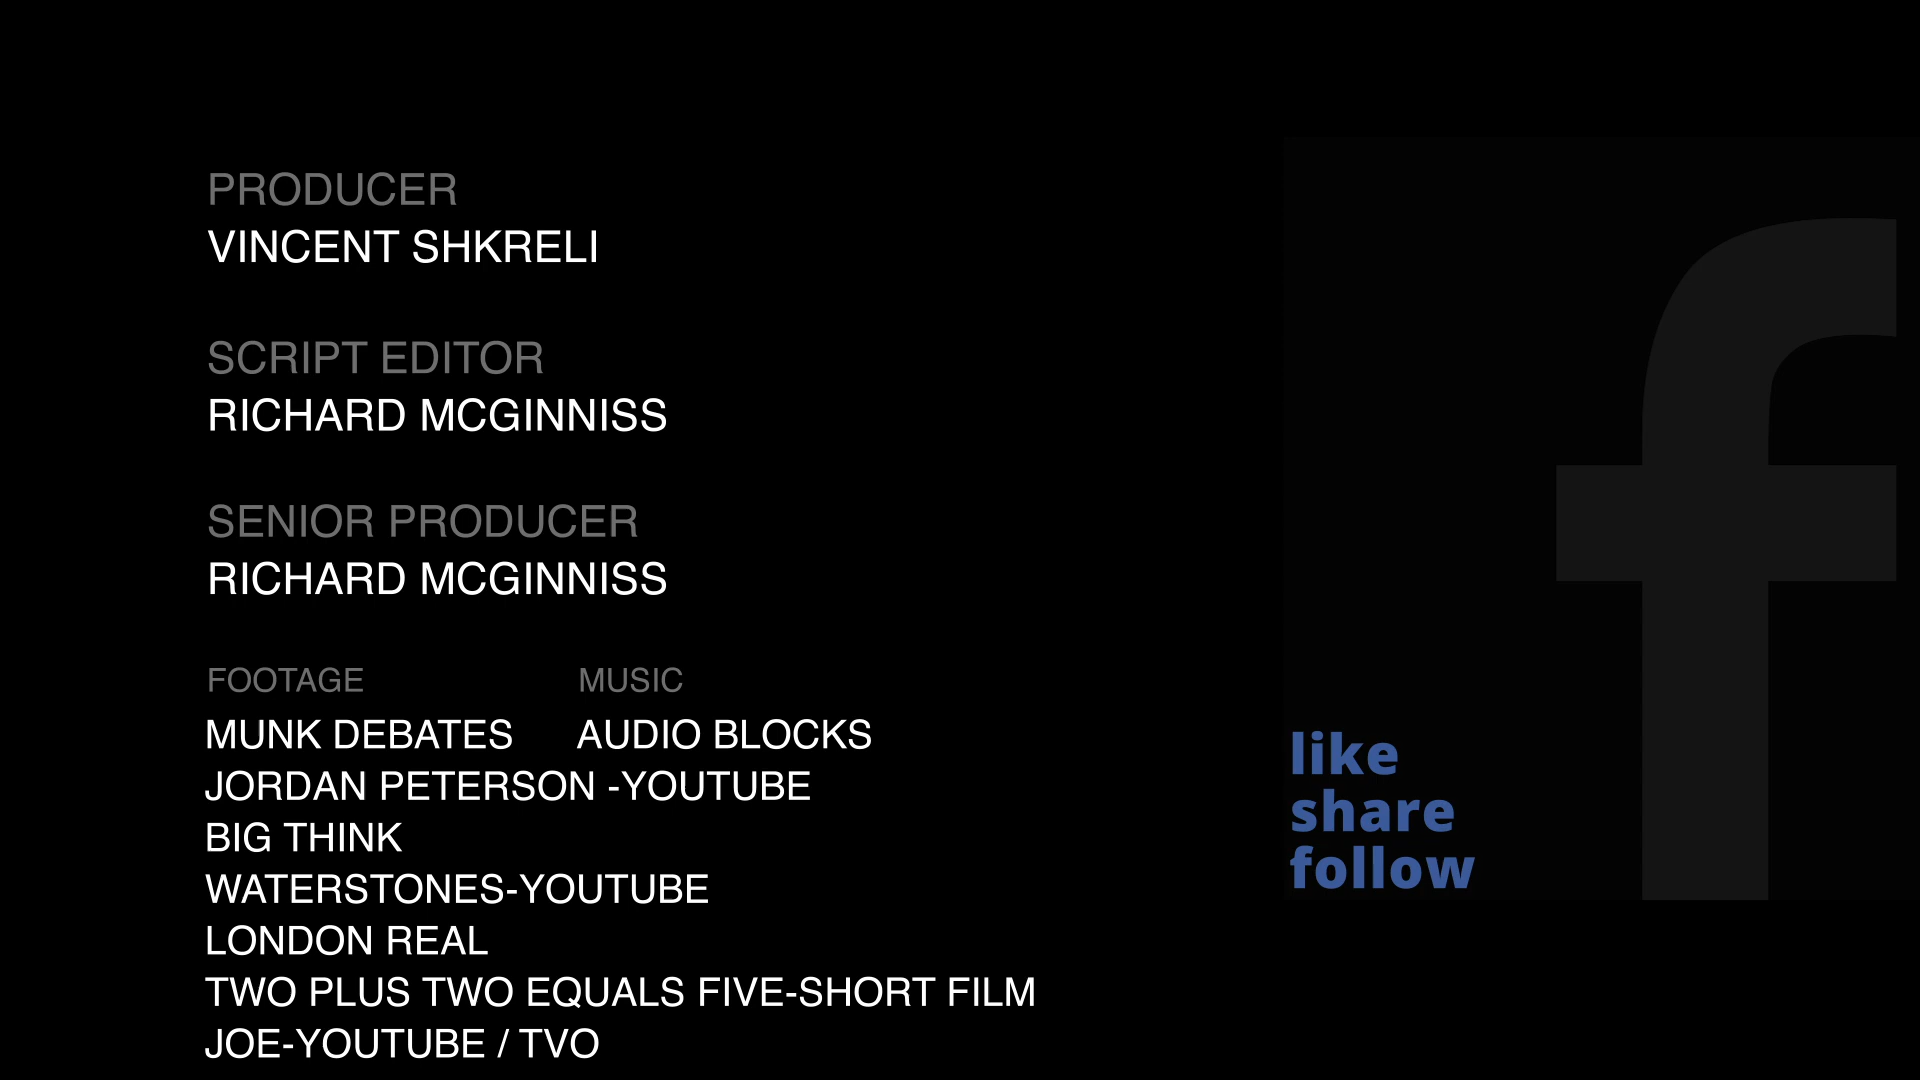 PRODUCER
VINCENT SHKRELI
SCRIPT EDITOR
RICHARD MCGINNISS
SENIOR PRODUCER
RICHARD MCGINNISS
FOOTAGE MUSIC
MUNK DEBATES AUDIO BLOCKS
JORDAN PETERSON -YOUTUBE
BIG THINK
WATERSTONES-YOUTUBE
LONDON REAL
TWO PLUS TWO EQUALS FIVE-SHORT FILM
JOE-YOUTUBE / TVO
f
like
share
follow